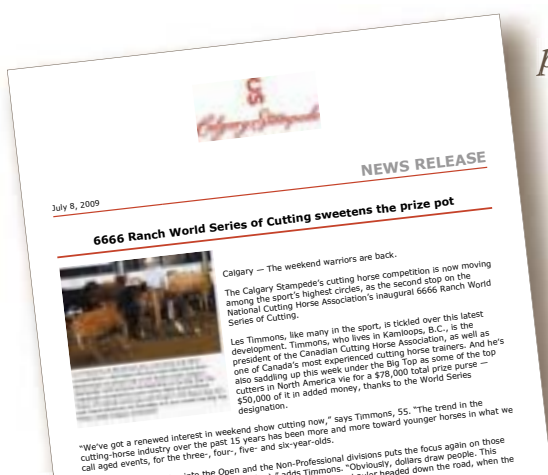 Calgary Stampede
NEWS RELEASE
July 8, 2009
6666 Ranch World Series of Cutting sweetens the prize pot
Calgary — The weekend warriors are back.
The Calgary Stampede's cutting horse competition is now moving
among the sport's highest circles, as the second stop on the
National Cutting Horse Association's inaugural 6666 Ranch World
Series of Cutting.
Les Timmons, like many in the sport, is tickled over this latest
development. Timmons, who lives in Kamloops, B.C., is the
president of the Canadian Cutting Horse Association, as well as
one of Canada's most experienced cutting horse trainers. And he's
also saddling up this week under the Big Top as some of the top
cutters in North America vie for a $78,000 total prize purse —
$50,000 of it in added money, thanks to the World Series
designation.
"We've got a renewed interest in weekend show cutting now," says Timmons, 55. "The trend in the
cutting-horse industry over the past 15 years has been more and more toward younger horses in what we
call aged events, for the three-, four-, five- and six-year-olds.
into the Open and the Non-Professional divisions puts the focus again on those
adds Timmons. "Obviously, dollars draw people. This
headed down the road, when the